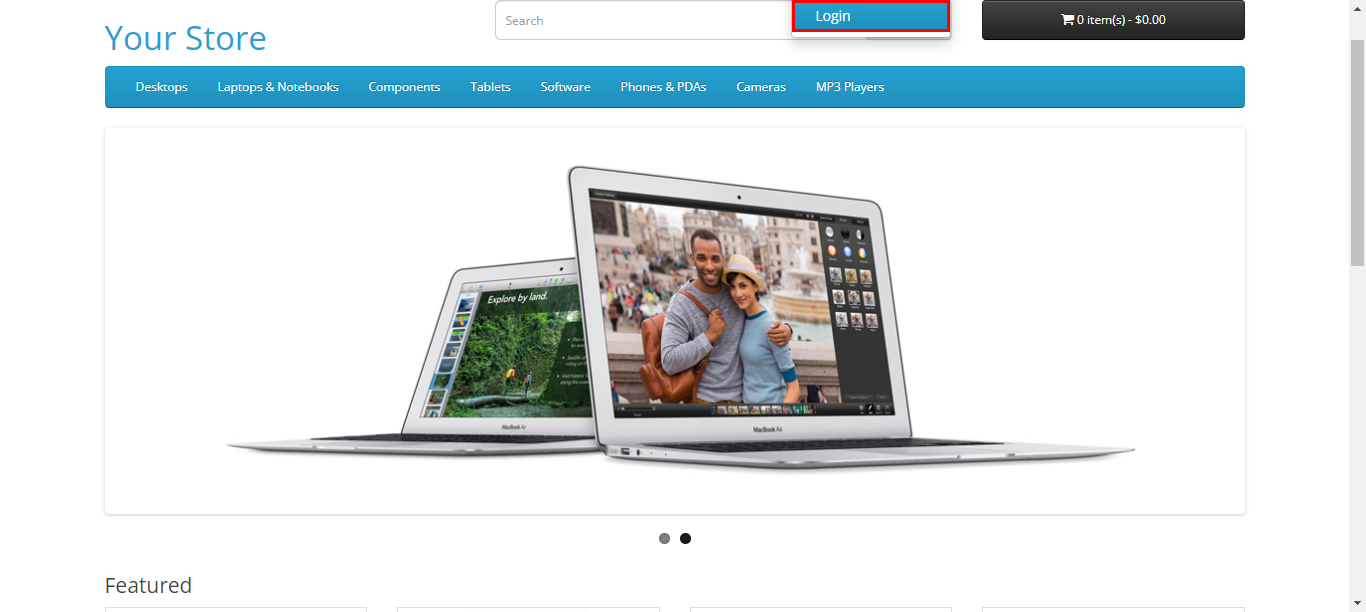 Login
Search
0 item(s) - $0.00
Your Store
Desktops
Laptops & Notebooks
Components
Tablets
Software
Phones & PDAs
Cameras
MP3 Players
Explore by land.
MacBook Air
MacBook Air
Featured